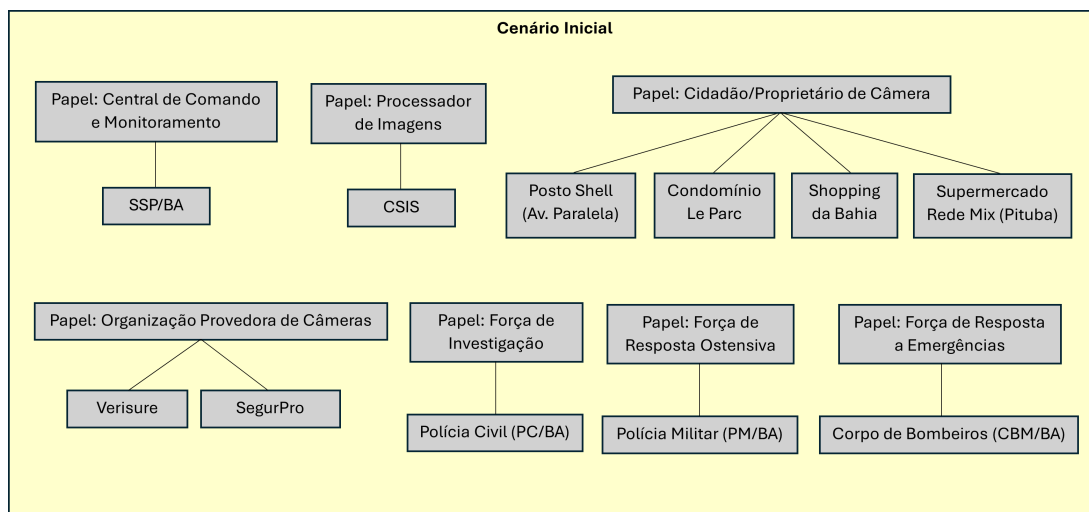 Cenário Inicial
Papel: Central de Comando
e Monitoramento
SSP/BA
Papel: Processador
de Imagens
CSIS
Papel: Cidadão/Proprietário de Câmera
Posto Shell
(Av. Paralela)
Condomínio
Le Parc
Shopping
da Bahia
Supermercado
Rede Mix (Pituba)
Papel: Organização Provedora de Câmeras
Verisure
SegurPro
Papel: Força de
Investigação
Polícia Civil (PC/BA)
Papel: Força de
Resposta Ostensiva
Polícia Militar (PM/BA)
Papel: Força de Resposta
a Emergências
Corpo de Bombeiros (CBM/BA)